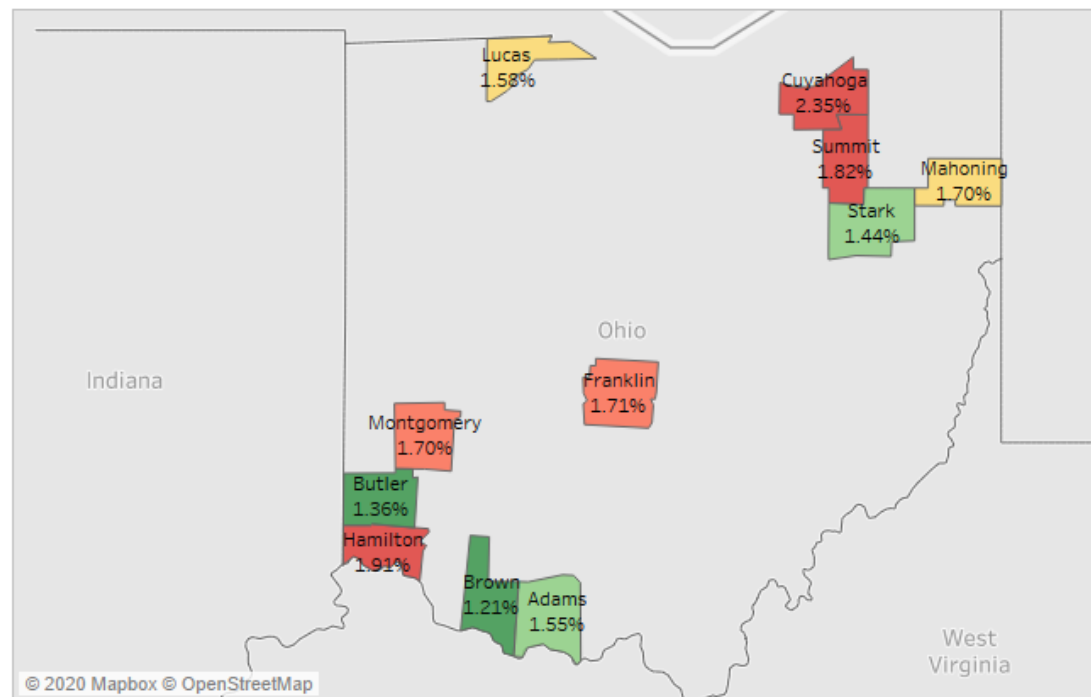 Lucas
1.58%
Cuyahoga
2.35%
Summit
1.82%
Mahoning
1.70%
Stark
1.44%
Ohio
Indiana
Franklin
1.71%
Montgomery
1.70%
Butler
1.36%
Hamilton
1.91%
Brown
1.21%
Adams
1.55%
West
Virginia
© 2020 Mapbox © OpenStreetMap